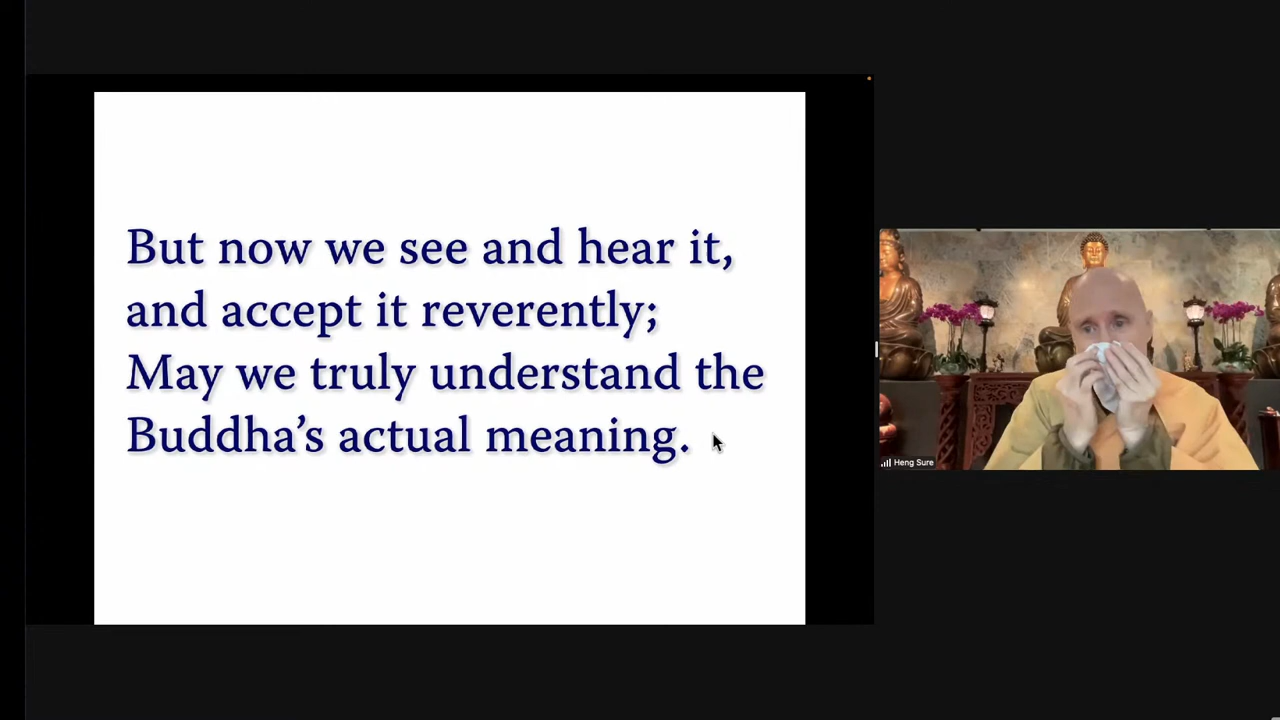 But now we see and hear it,
and accept it reverently;
May we truly understand the
Buddha’s actual meaning.
Heng Sure